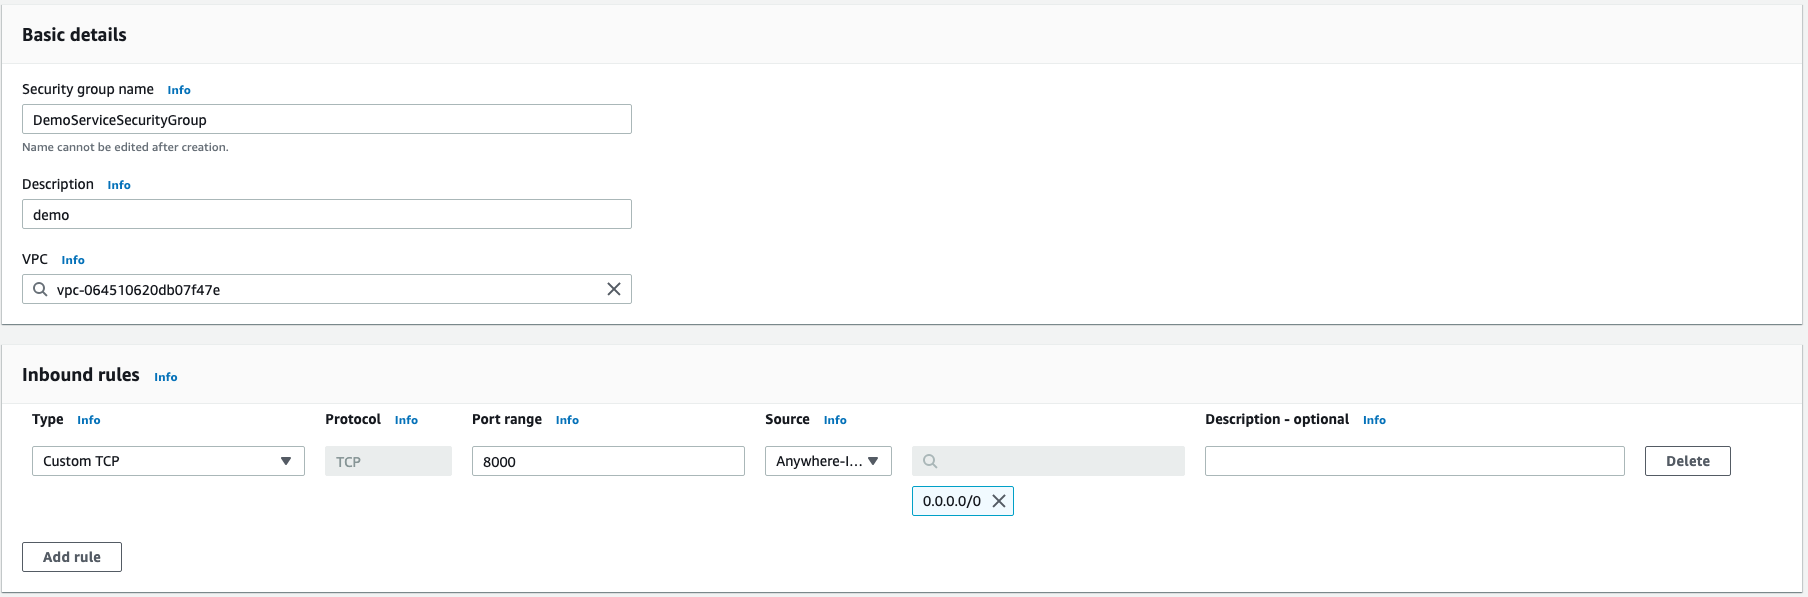 Basic details
Security group name Info
DemoServiceSecurityGroup
Name cannot be edited after creation.
Description Info
demo
VPC Info
vpc-064510620db07f47e
Inbound rules Info
Type Info Protocol Info Port range Info Source Info Description - optional Info
Custom TCP TCP 8000 Anywhere-I... Delete
0.0.0.0/0
Add rule